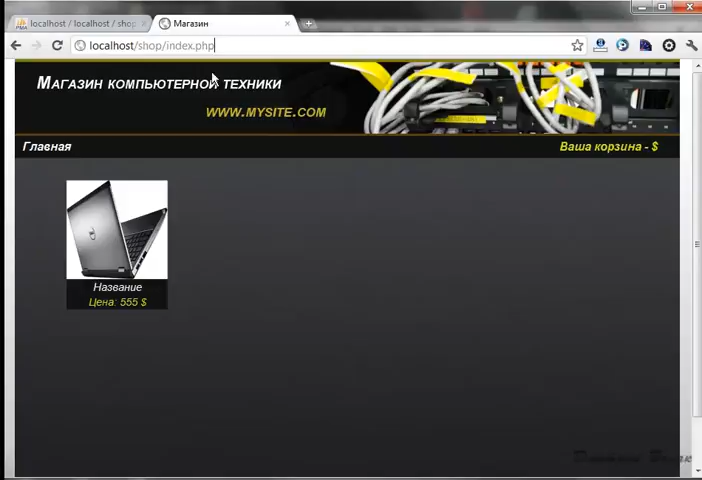 localhost / localhost / shop
Магазин
localhost/shop/index.php
Магазин компьютерной техники
www.mysite.com
Главная
Ваша корзина - $
Название
Цена: 555 $